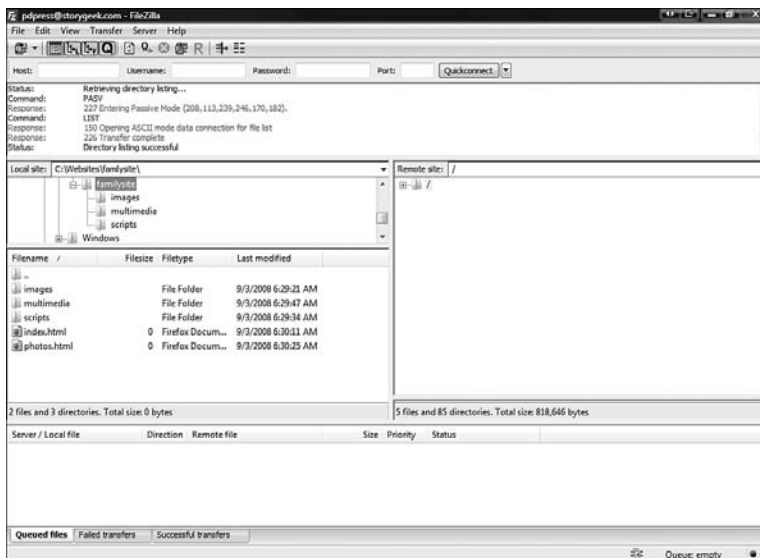 pdpress@storygeek.com - FileZilla
File Edit View Transfer Server Help
Host: Username: Password: Port: Quickconnect
Status: Retrieving directory listing...
Command: PASV
Response: 227 Entering Passive Mode (208,113,239,246,170,182).
Command: LIST
Response: 150 Opening ASCII mode data connection for file list
Response: 226 Transfer complete
Status: Directory listing successful
Local site: C:\Websites\familysite\ Remote site: /
familysite /
images
multimedia
scripts
Windows
Filename / Filesize Filetype Last modified
..
images File Folder 9/3/2008 6:29:21 AM
multimedia File Folder 9/3/2008 6:29:47 AM
scripts File Folder 9/3/2008 6:29:34 AM
index.html 0 Firefox Docum... 9/3/2008 6:30:11 AM
photos.html 0 Firefox Docum... 9/3/2008 6:30:25 AM
2 files and 3 directories. Total size: 0 bytes 5 files and 85 directories. Total size: 818,646 bytes
Server / Local file Direction Remote file Size Priority Status
Queued files Failed transfers Successful transfers
Queue: empty